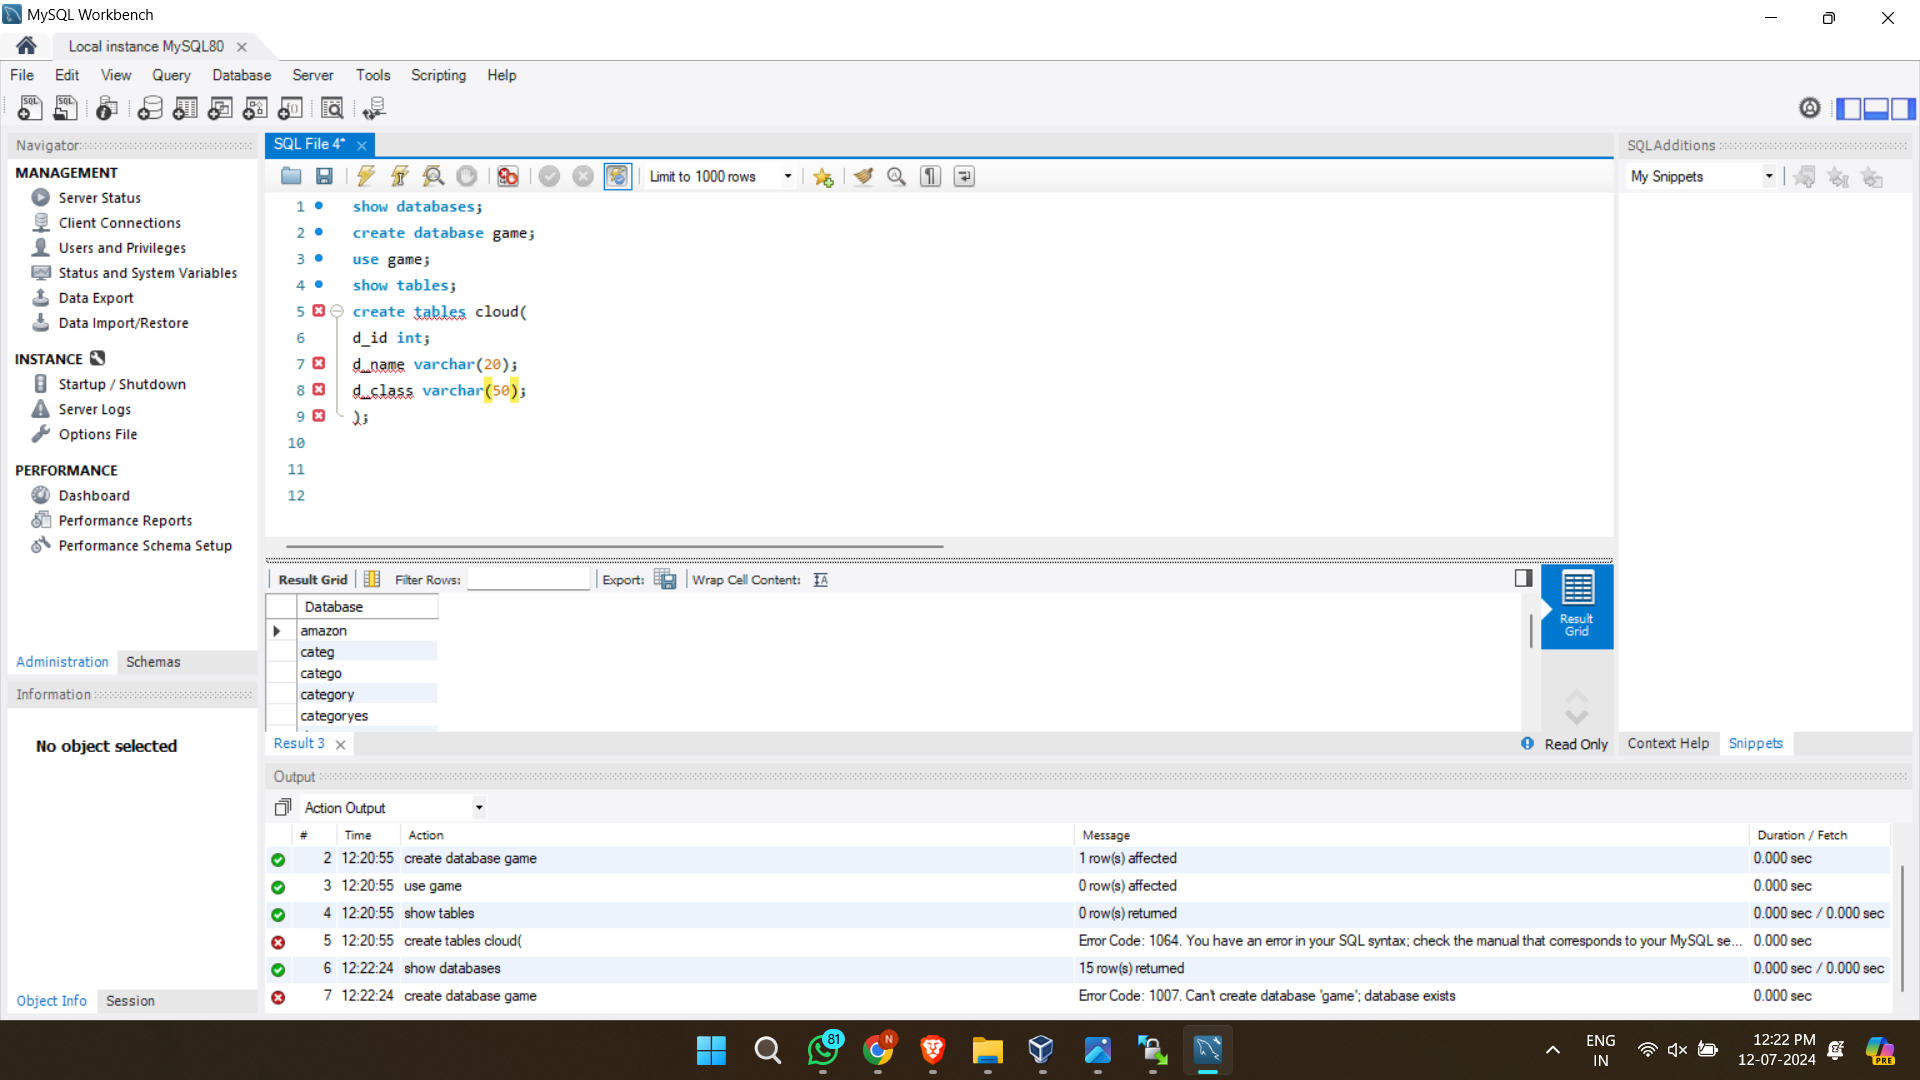 MySQL Workbench
Local instance MySQL80
File Edit View Query Database Server Tools Scripting Help
Navigator
MANAGEMENT
Server Status
Client Connections
Users and Privileges
Status and System Variables
Data Export
Data Import/Restore
INSTANCE
Startup / Shutdown
Server Logs
Options File
PERFORMANCE
Dashboard
Performance Reports
Performance Schema Setup
Administration Schemas
Information
No object selected
Object Info Session
SQL File 4*
Limit to 1000 rows
1 show databases;
2 create database game;
3 use game;
4 show tables;
5 create tables cloud(
6 d_id int;
7 d_name varchar(20);
8 d_class varchar(50);
9 );
10
11
12
Result Grid Filter Rows: Export: Wrap Cell Content:
Database
amazon
categ
catego
category
categoryes
Result Grid
Result 3
Read Only
SQLAdditions
My Snippets
Context Help Snippets
Output
Action Output
# Time Action Message Duration / Fetch
2 12:20:55 create database game 1 row(s) affected 0.000 sec
3 12:20:55 use game 0 row(s) affected 0.000 sec
4 12:20:55 show tables 0 row(s) returned 0.000 sec / 0.000 sec
5 12:20:55 create tables cloud( Error Code: 1064. You have an error in your SQL syntax; check the manual that corresponds to your MySQL se... 0.000 sec
6 12:22:24 show databases 15 row(s) returned 0.000 sec / 0.000 sec
7 12:22:24 create database game Error Code: 1007. Can't create database 'game'; database exists 0.000 sec
81
N
ENG
IN
12:22 PM
12-07-2024
PRE